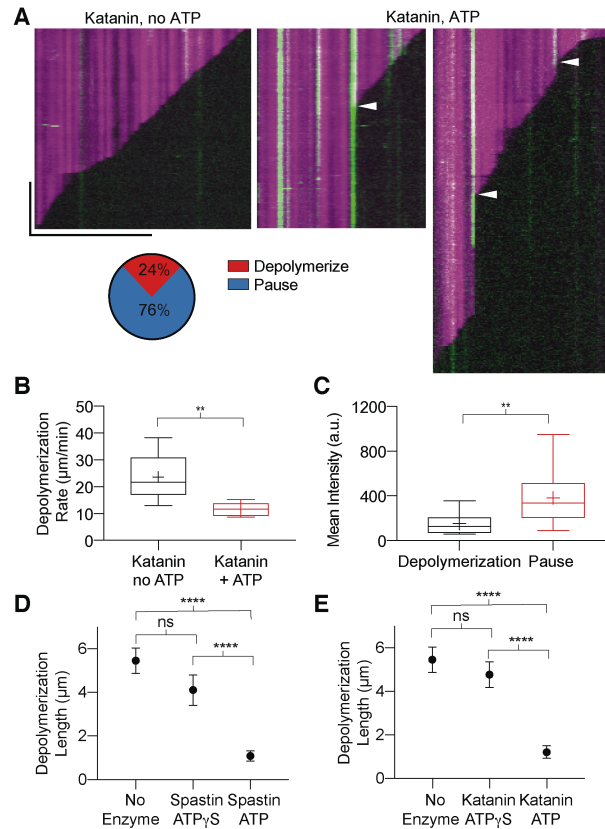 A
Katanin, no ATP
Katanin, ATP
24%
76%
Depolymerize
Pause
B
Depolymerization
Rate (µm/min)
50
40
30
20
10
0
**
Katanin
no ATP
Katanin
+ ATP
C
Mean Intensity (a.u.)
1200
800
400
0
**
Depolymerization
Pause
D
Depolymerization
Length (µm)
6
4
2
0
****
ns
****
No
Enzyme
Spastin
ATPγS
Spastin
ATP
E
Depolymerization
Length (µm)
6
4
2
0
****
ns
****
No
Enzyme
Katanin
ATPγS
Katanin
ATP